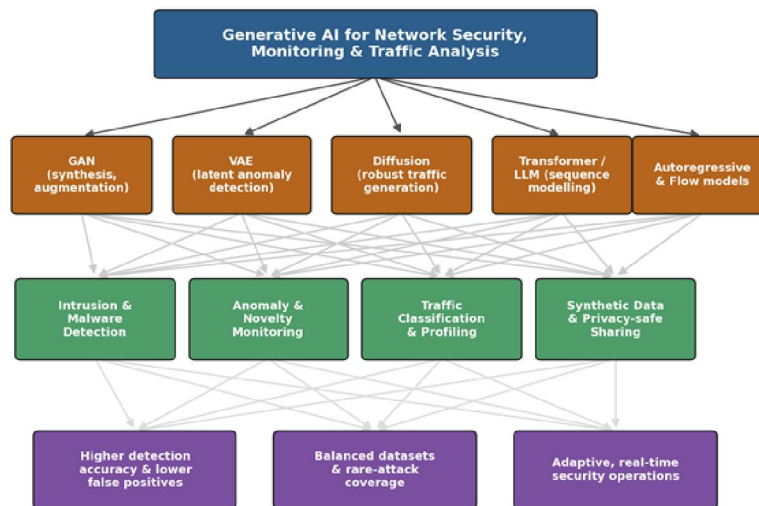 Generative AI for Network Security,
Monitoring & Traffic Analysis
GAN
(synthesis,
augmentation)
VAE
(latent anomaly
detection)
Diffusion
(robust traffic
generation)
Transformer /
LLM (sequence
modelling)
Autoregressive
& Flow models
Intrusion &
Malware
Detection
Anomaly &
Novelty
Monitoring
Traffic
Classification
& Profiling
Synthetic Data
& Privacy-safe
Sharing
Higher detection
accuracy & lower
false positives
Balanced datasets
& rare-attack
coverage
Adaptive, real-time
security operations